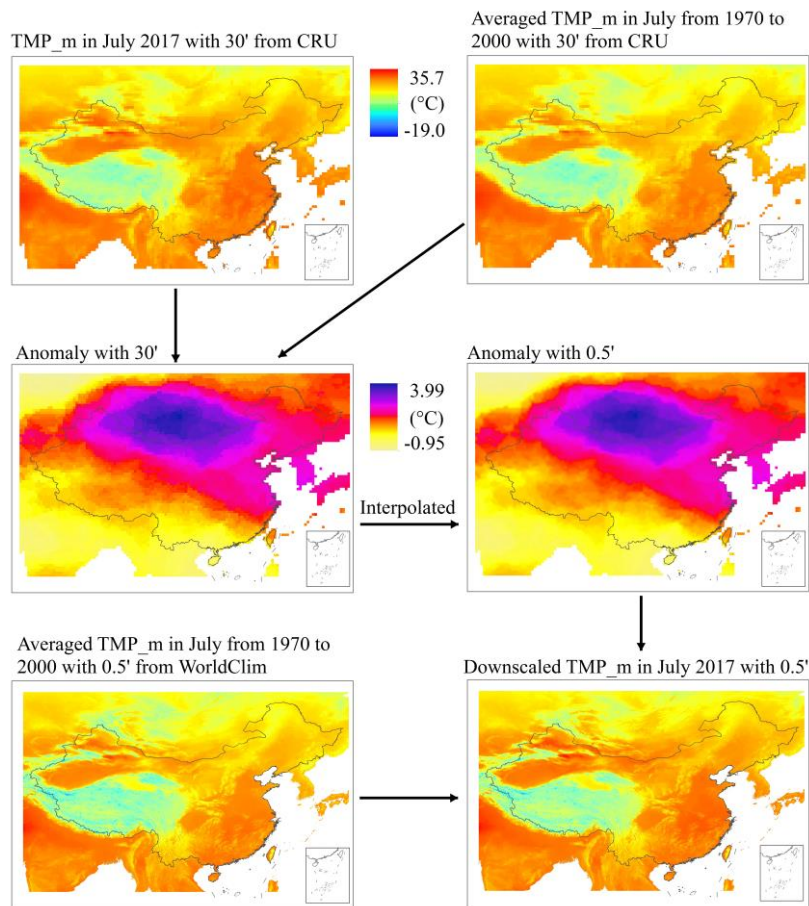 TMP_m in July 2017 with 30' from CRU
Averaged TMP_m in July from 1970 to
2000 with 30' from CRU
35.7
(°C)
-19.0
Anomaly with 30'
Anomaly with 0.5'
3.99
(°C)
-0.95
Interpolated
Averaged TMP_m in July from 1970 to
2000 with 0.5' from WorldClim
Downscaled TMP_m in July 2017 with 0.5'